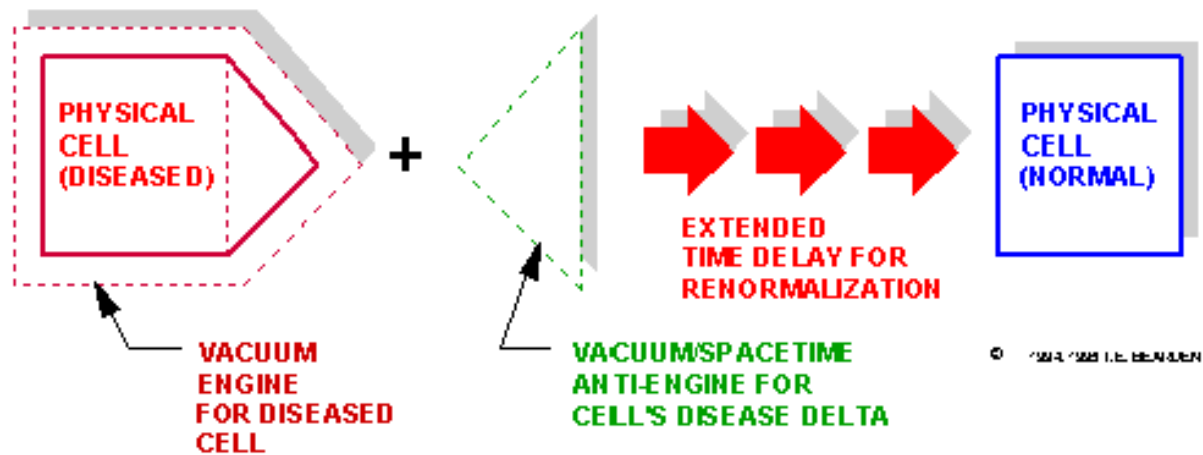 PHYSICAL
CELL
(DISEASED)
+
PHYSICAL
CELL
(NORMAL)
EXTENDED
TIME DELAY FOR
RENORMALIZATION
VACUUM
ENGINE
FOR DISEASED
CELL
VACUUM/SPACETIME
ANTI-ENGINE FOR
CELL'S DISEASE DELTA
© T.E. BEARDEN